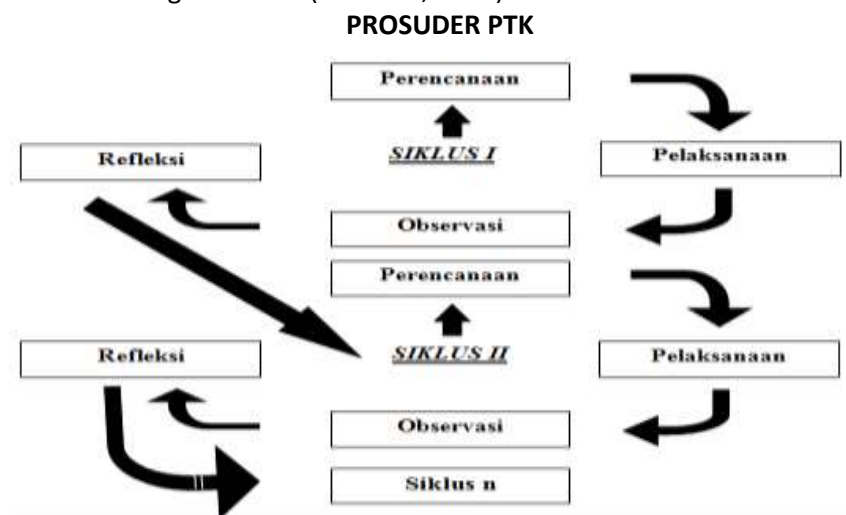 PROSUDER PTK
Perencanaan
SIKLUS I
Refleksi
Pelaksanaan
Observasi
Perencanaan
SIKLUS II
Refleksi
Pelaksanaan
Observasi
Siklus n